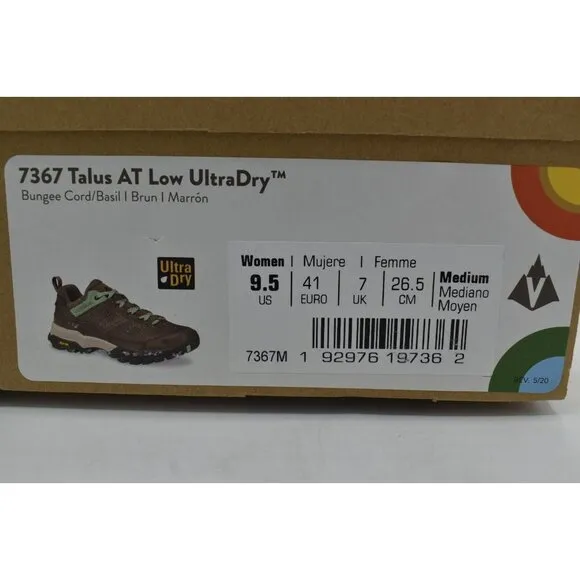 7367 Talus AT Low UltraDry™
Bungee Cord/Basil | Brun | Marrón
Ultra
Dry
Women | Mujere | Femme
9.5 | 41 | 7 | 26.5 | Medium
US | EURO | UK | CM | Mediano
Moyen
7367M 1 92976 19736 2
REV. 5/20